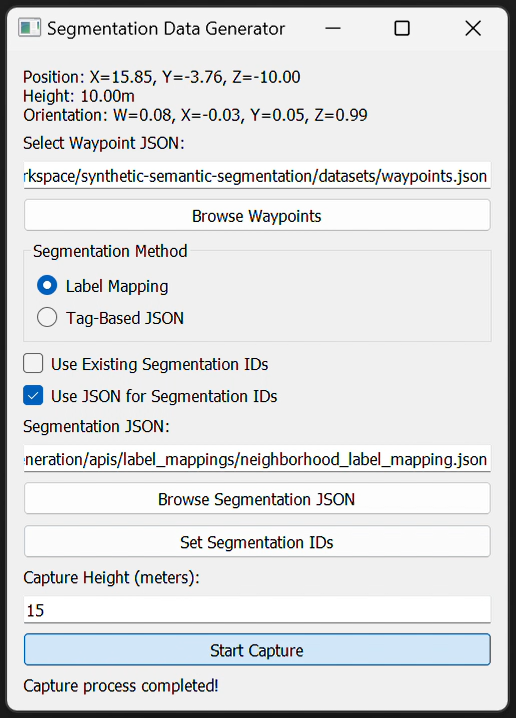 Segmentation Data Generator
Position: X=15.85, Y=-3.76, Z=-10.00
Height: 10.00m
Orientation: W=0.08, X=-0.03, Y=0.05, Z=0.99
Select Waypoint JSON:
rkspace/synthetic-semantic-segmentation/datasets/waypoints.json
Browse Waypoints
Segmentation Method
Label Mapping
Tag-Based JSON
Use Existing Segmentation IDs
Use JSON for Segmentation IDs
Segmentation JSON:
eneration/apis/label_mappings/neighborhood_label_mapping.json
Browse Segmentation JSON
Set Segmentation IDs
Capture Height (meters):
15
Start Capture
Capture process completed!